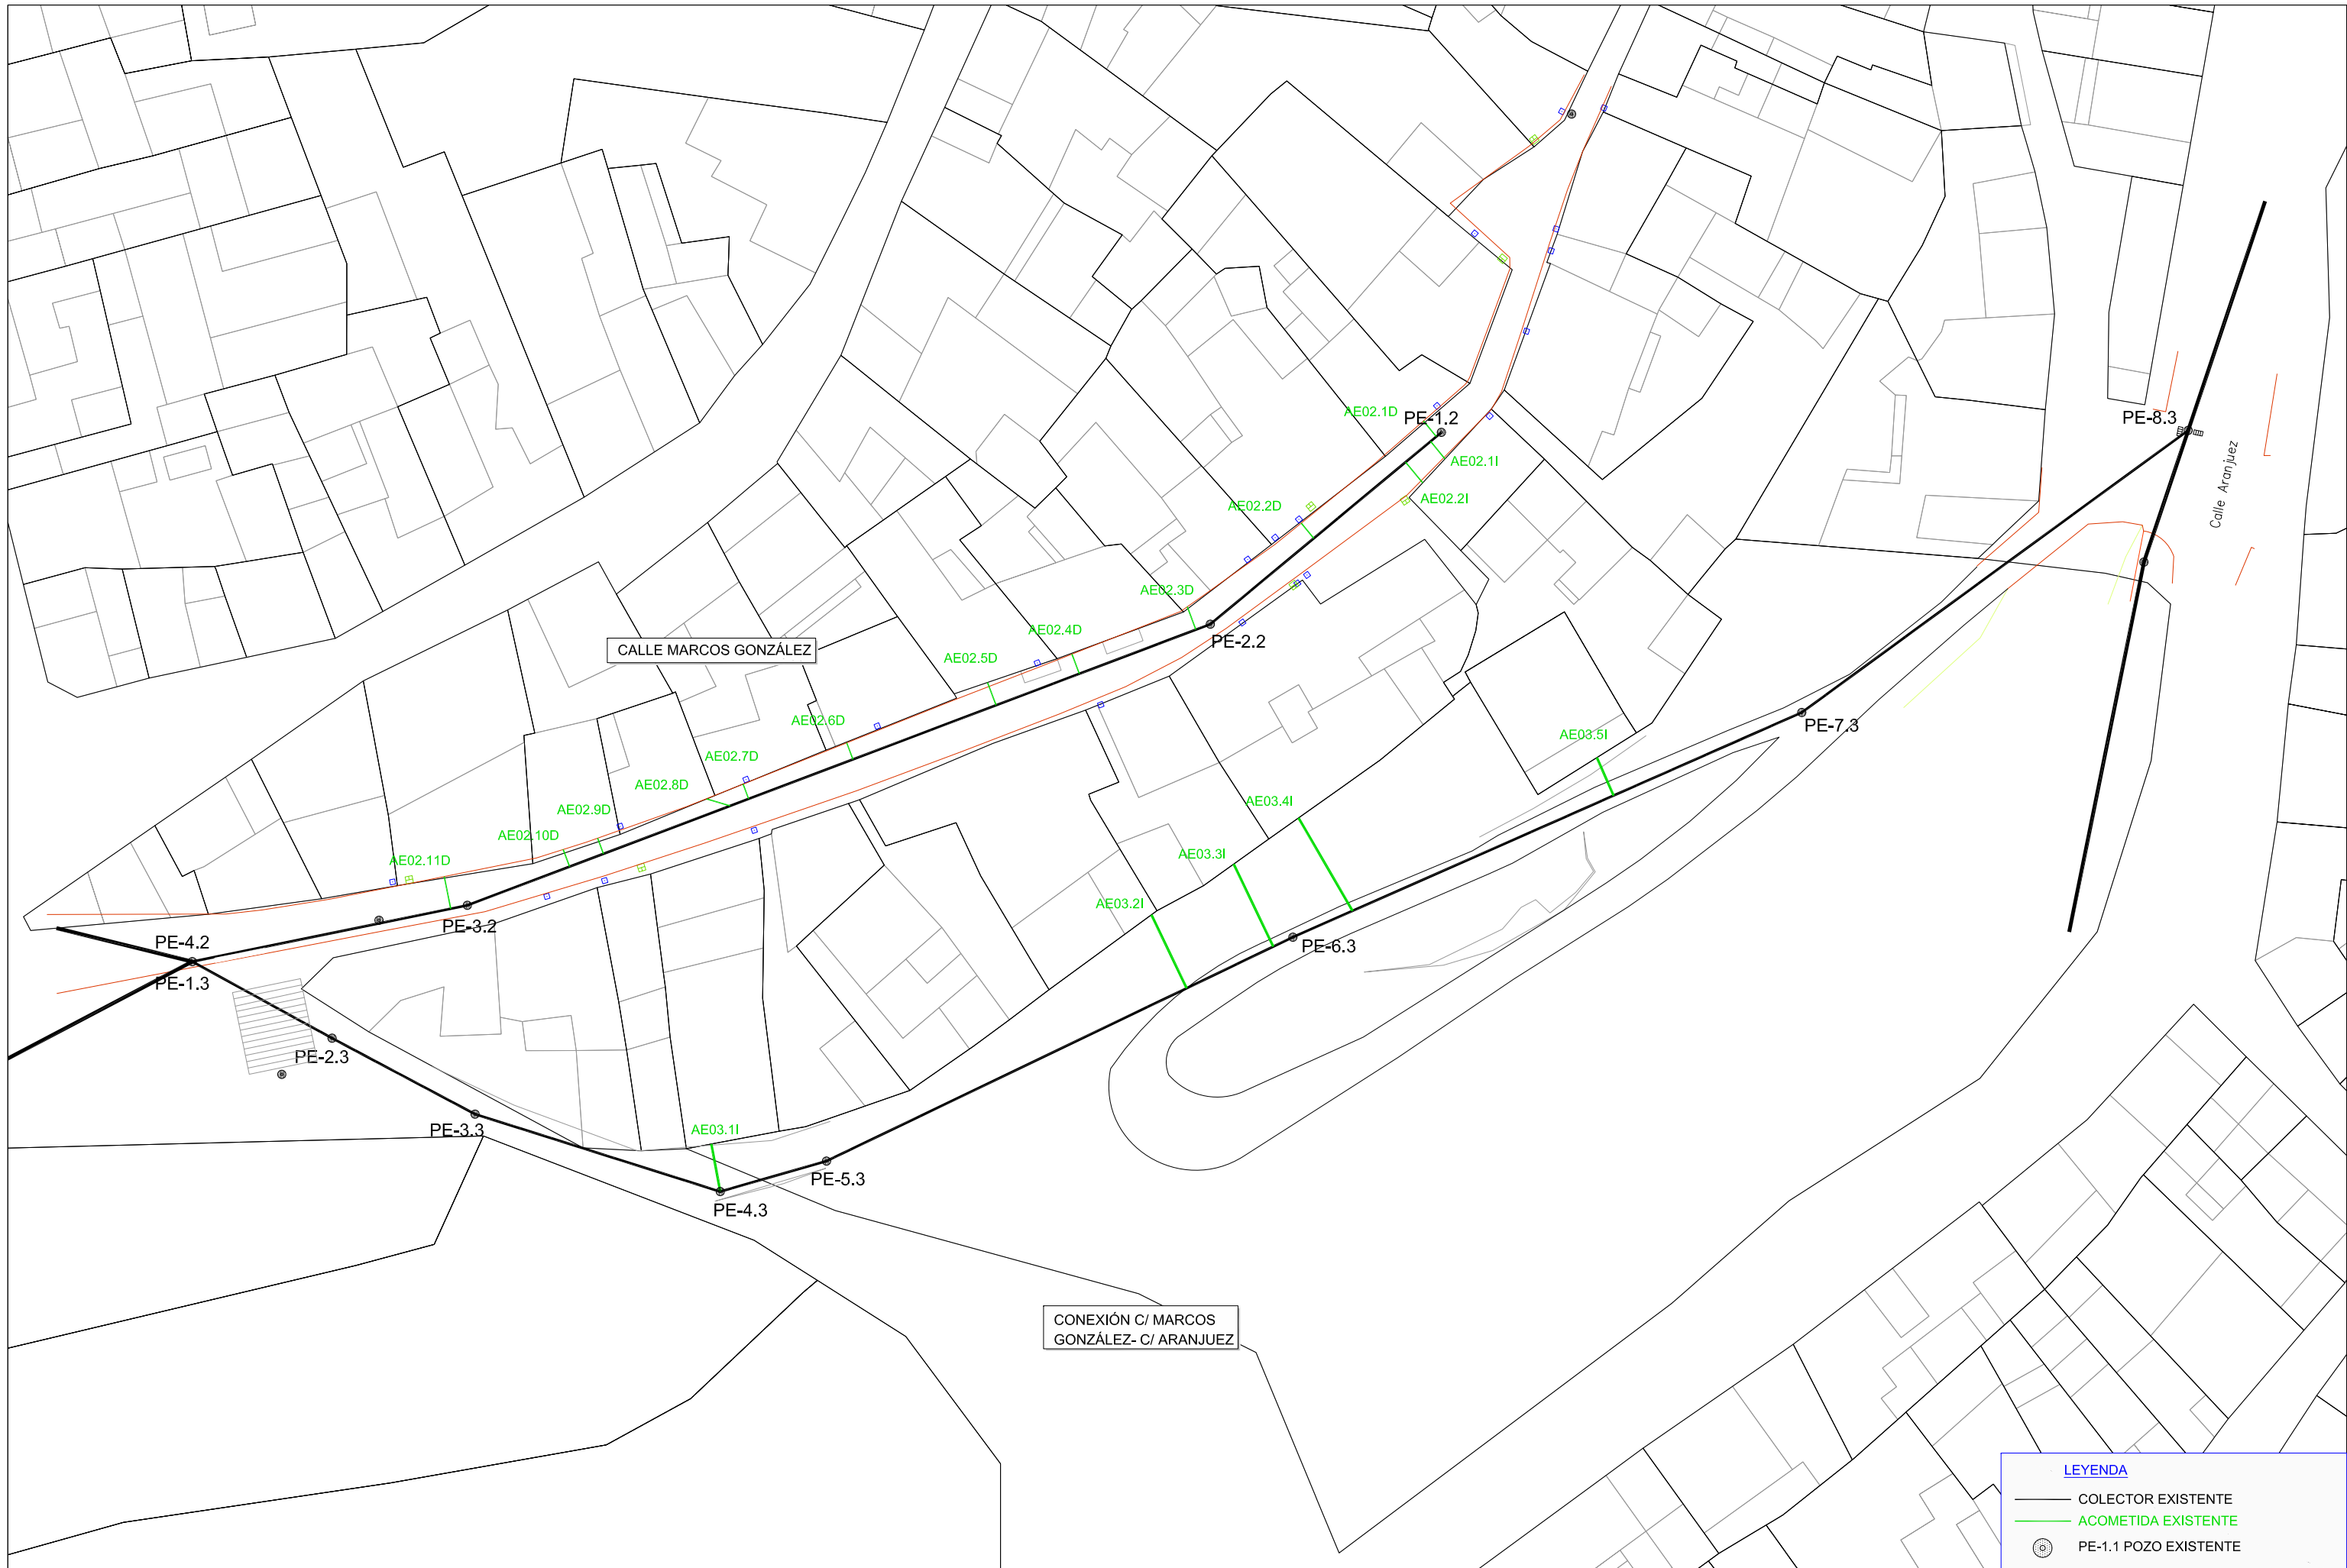 AE02.1D
PE-1.2
PE-8.3
Calle Aranjuez
AE02.1I
AE02.2I
AE02.2D
AE02.3D
AE02.4D
PE-2.2
CALLE MARCOS GONZÁLEZ
AE02.5D
AE02.6D
PE-7.3
AE03.5I
AE02.7D
AE02.8D
AE03.4I
AE02.9D
AE02.10D
AE02.11D
AE03.3I
AE03.2I
PE-3.2
PE-4.2
PE-6.3
PE-1.3
PE-2.3
PE-3.3
AE03.1I
PE-5.3
PE-4.3
CONEXIÓN C/ MARCOS
GONZÁLEZ- C/ ARANJUEZ
LEYENDA
COLECTOR EXISTENTE
ACOMETIDA EXISTENTE
PE-1.1 POZO EXISTENTE